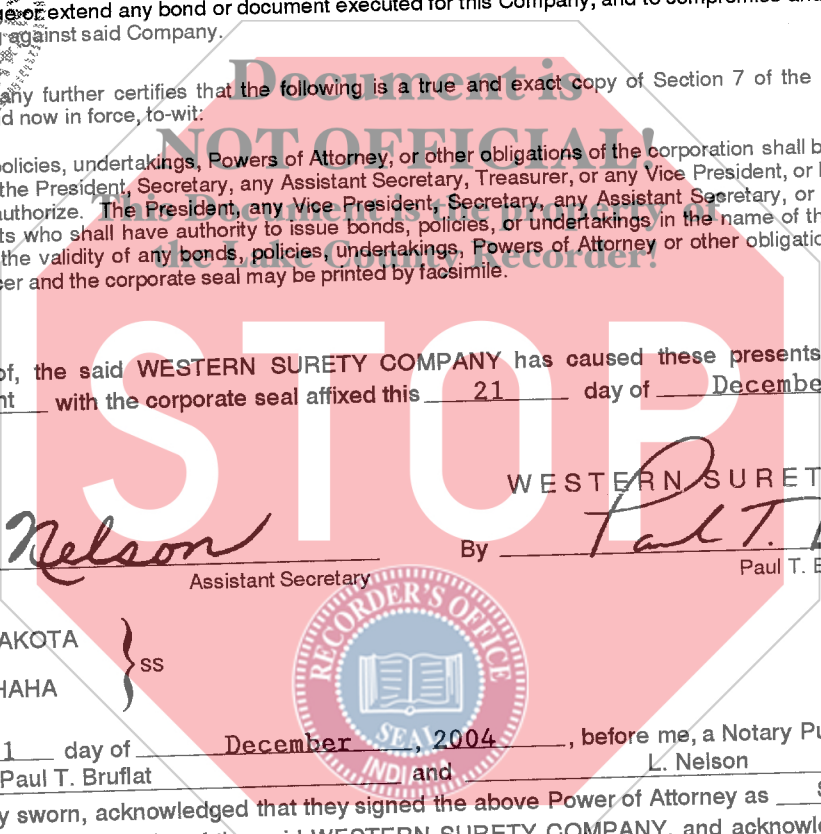 or extend any bond or document executed for this Company, and to compromise and
against said Company.
any further certifies that the following is a true and exact copy of Section 7 of the
d now in force, to-wit:
policies, undertakings, Powers of Attorney, or other obligations of the corporation shall b
the President, Secretary, any Assistant Secretary, Treasurer, or any Vice President, or
authorize. The President, any Vice President, Secretary, any Assistant Secretary, or
ts who shall have authority to issue bonds, policies, or undertakings in the name of th
the validity of any bonds, policies, undertakings, Powers of Attorney or other obligatio
cer and the corporate seal may be printed by facsimile.
Document is
NOT OFFICIAL!
This Document is the property of
the Lake County Recorder!
STOP
of, the said WESTERN SURETY COMPANY has caused these presents
nt with the corporate seal affixed this 21 day of Decembe
WESTERN SURET
Nelson
By Paul T. B
Assistant Secretary
Paul T. B
AKOTA
HAHA
} ss
RECORDER'S OFFICE
SEAL
INDIANA
1 day of December, 2004, before me, a Notary Pu
Paul T. Bruflat and L. Nelson
y sworn, acknowledged that they signed the above Power of Attorney as S
WESTERN SURETY COMPANY, and acknowle